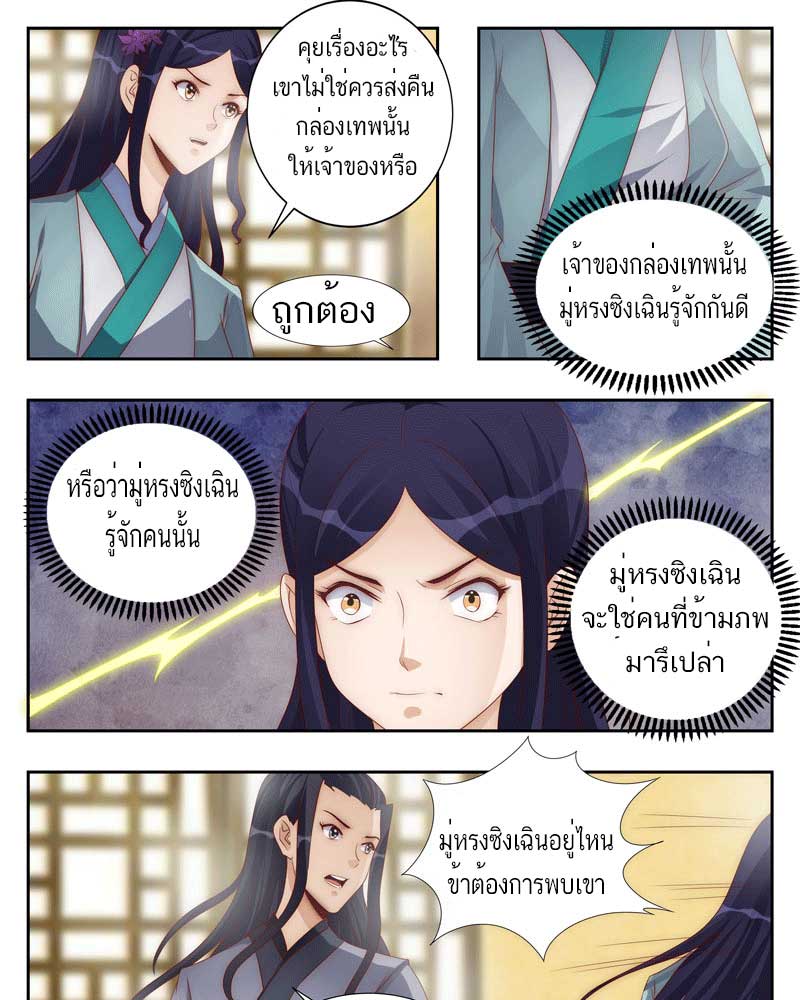 คุยเรื่องอะไร
เขาไม่ใช่ควรส่งคืน
กล่องเทพนั้น
ให้เจ้าของหรือ
ถูกต้อง
เจ้าของกล่องเทพนั้น
มู่หรงซิงเฉินรู้จักกันดี
หรือว่ามู่หรงซิงเฉิน
รู้จักคนนั้น
มู่หรงซิงเฉิน
จะใช่คนที่ข้ามภพ
มารึเปล่า
มู่หรงซิงเฉินอยู่ไหน
ข้าต้องการพบเขา